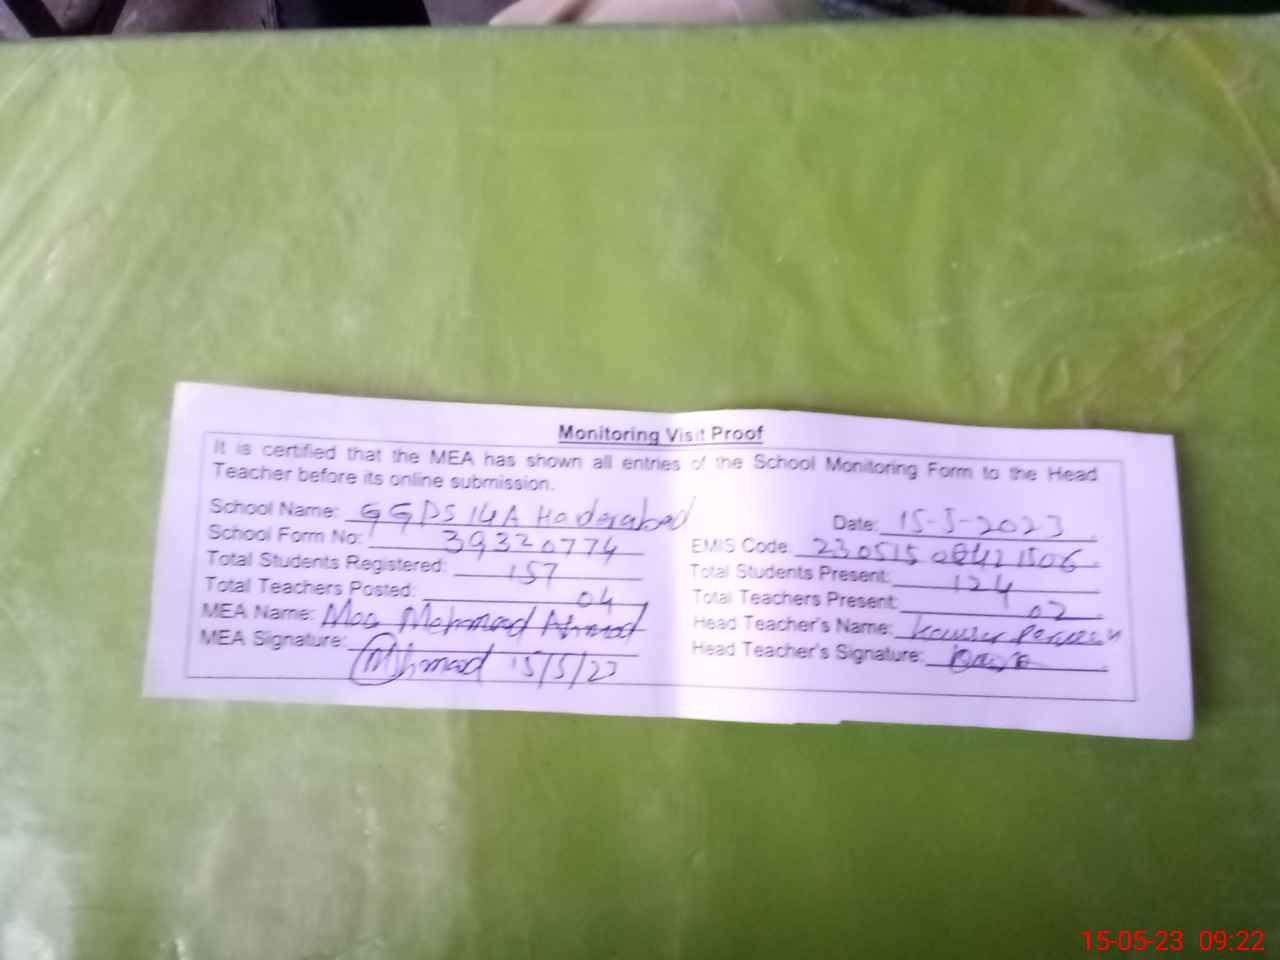 Monitoring Visit Proof
It is certified that the MEA has shown all entries of the School Monitoring Form to the Head
Teacher before its online submission.
School Name: GGPS 14A Haderabad Date: 15-5-2023
School Form No: 39320774 EMIS Code:
Total Students Registered: 157 Total Students Present: 124
Total Teachers Posted: 04 Total Teachers Present: 02
MEA Name: Mehmood Ahmad Head Teacher's Name:
MEA Signature: 15/5/23 Head Teacher's Signature:
15-05-23 09:22